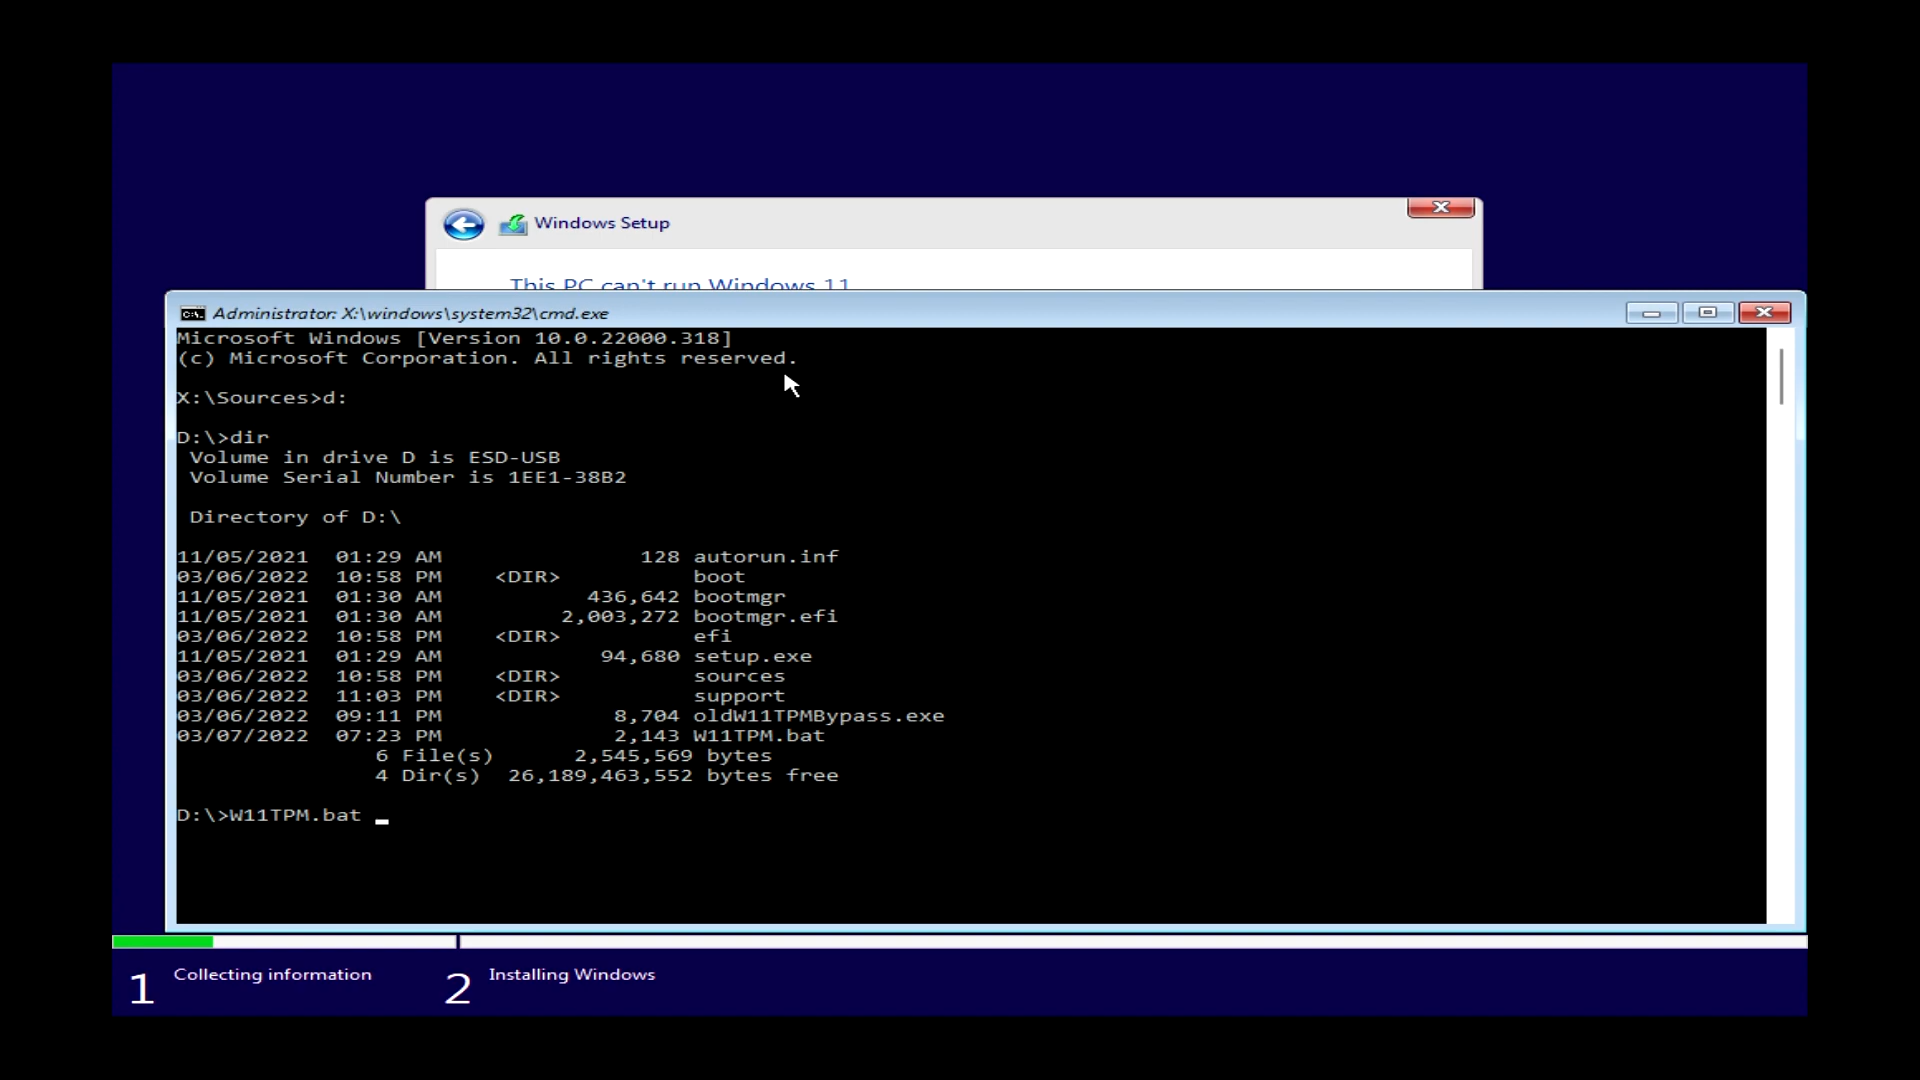 Windows Setup
This PC can't run Windows 11
Administrator: X:\windows\system32\cmd.exe
Microsoft Windows [Version 10.0.22000.318]
(c) Microsoft Corporation. All rights reserved.
X:\Sources>d:
D:\>dir
Volume in drive D is ESD-USB
Volume Serial Number is 1EE1-38B2
Directory of D:\
11/05/2021  01:29 AM               128 autorun.inf
03/06/2022  10:58 PM    <DIR>          boot
11/05/2021  01:30 AM           436,642 bootmgr
11/05/2021  01:30 AM         2,003,272 bootmgr.efi
03/06/2022  10:58 PM    <DIR>          efi
11/05/2021  01:29 AM            94,680 setup.exe
03/06/2022  10:58 PM    <DIR>          sources
03/06/2022  11:03 PM    <DIR>          support
03/06/2022  09:11 PM             8,704 oldW11TPMBypass.exe
03/07/2022  07:23 PM             2,143 W11TPM.bat
6 File(s)      2,545,569 bytes
4 Dir(s)  26,189,463,552 bytes free
D:\>W11TPM.bat
1 Collecting information
2 Installing Windows